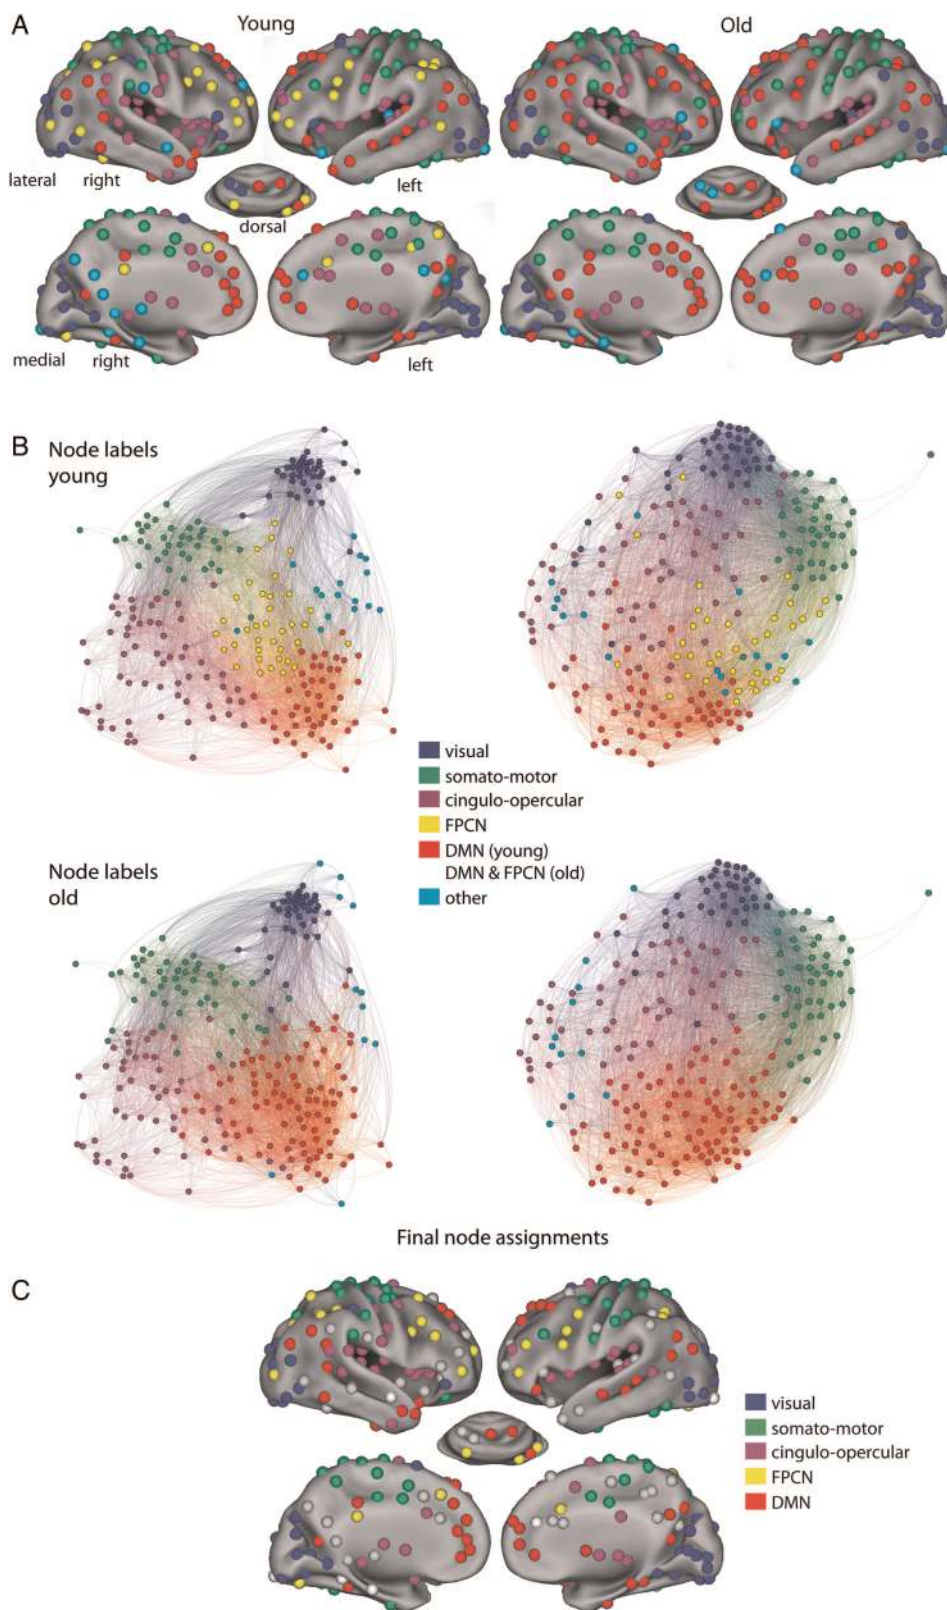 A
Young
Old
lateral
right
left
dorsal
medial
right
left
B
Node labels
young
visual
somato-motor
cingulo-opercular
FPCN
DMN (young)
DMN & FPCN (old)
other
Node labels
old
Final node assignments
C
visual
somato-motor
cingulo-opercular
FPCN
DMN